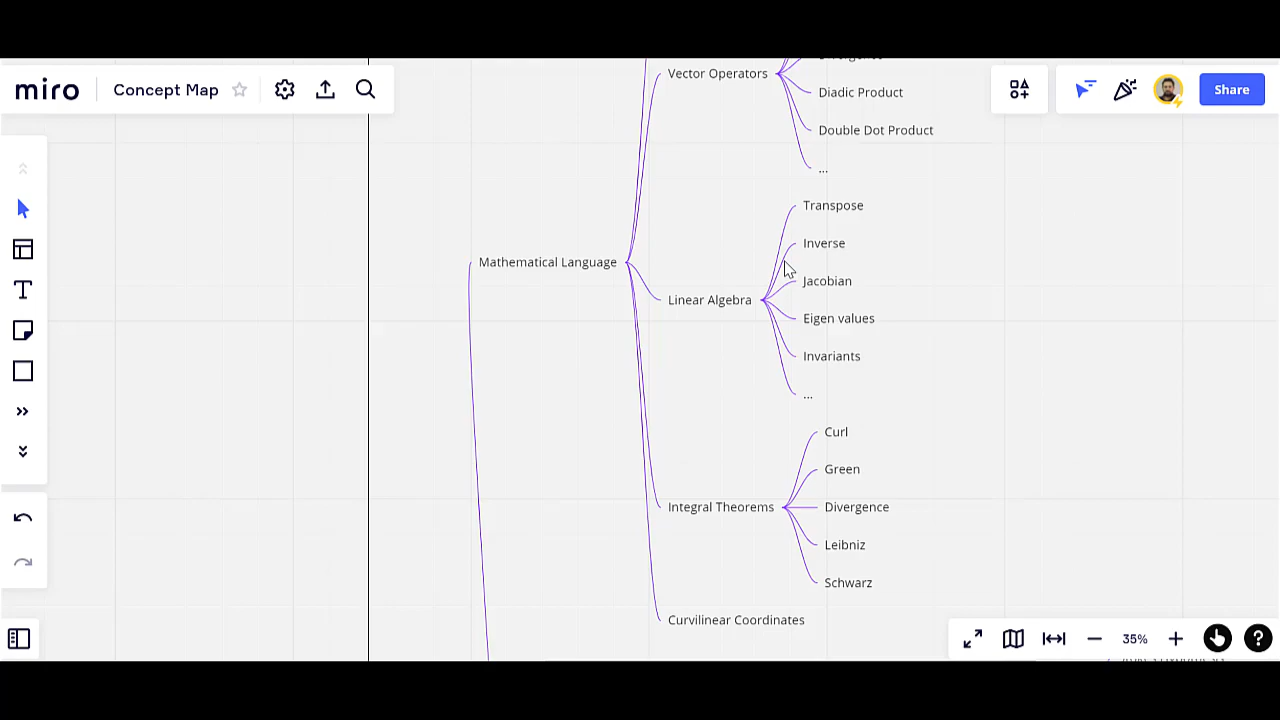 miro
Concept Map
Share
Vector Operators
Diadic Product
Double Dot Product
...
Transpose
Inverse
Mathematical Language
Jacobian
Linear Algebra
Eigen values
Invariants
...
Curl
Green
Integral Theorems
Divergence
Leibniz
Schwarz
Curvilinear Coordinates
35%